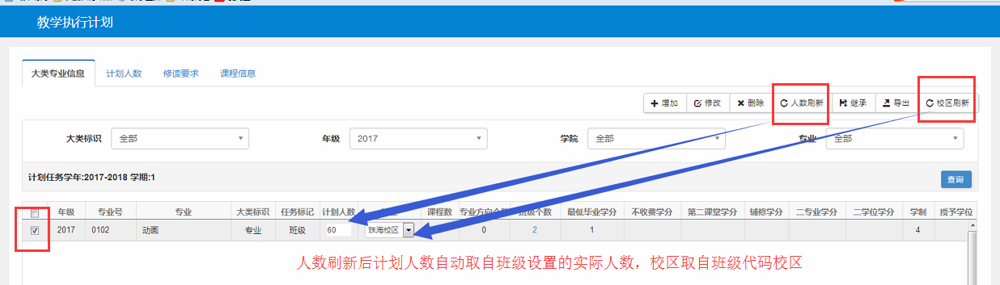 教学执行计划
大类专业信息 计划人数 修读要求 课程信息
增加 修改 删除 人数刷新 继承 导出 校区刷新
大类标识 全部 年级 2017 学院 全部 专业 全部
计划任务学年:2017-2018 学期:1 查询
年级 专业号 专业 大类标识 任务标记 计划人数 课程数 专业方向个数 班级个数 最低毕业学分 不收费学分 第二课堂学分 辅修学分 二专业学分 二学位学分 学制 授予学位
2017 0102 动画 专业 班级 60 珠海校区 0 2 1 4
人数刷新后计划人数自动取自班级设置的实际人数，校区取自班级代码校区